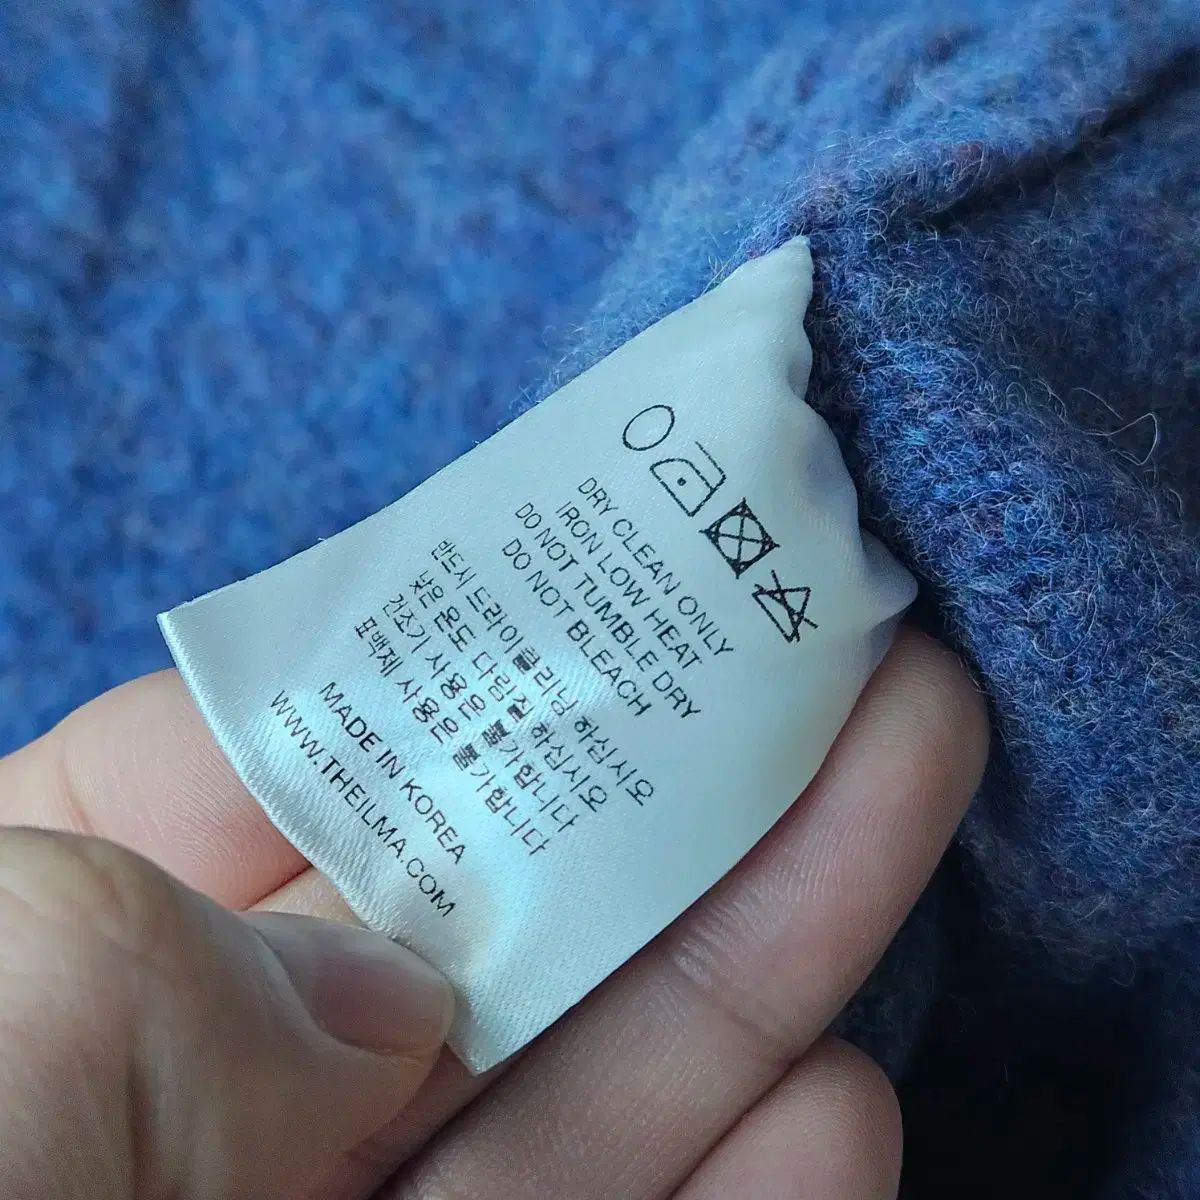 DRY CLEAN ONLY
IRON LOW HEAT
DO NOT TUMBLE DRY
DO NOT BLEACH
반드시 드라이클리닝 하십시오
낮은 온도 다림질 하십시오
건조기 사용은 불가합니다
표백제 사용은 불가합니다
MADE IN KOREA
WWW.THEILMA.COM